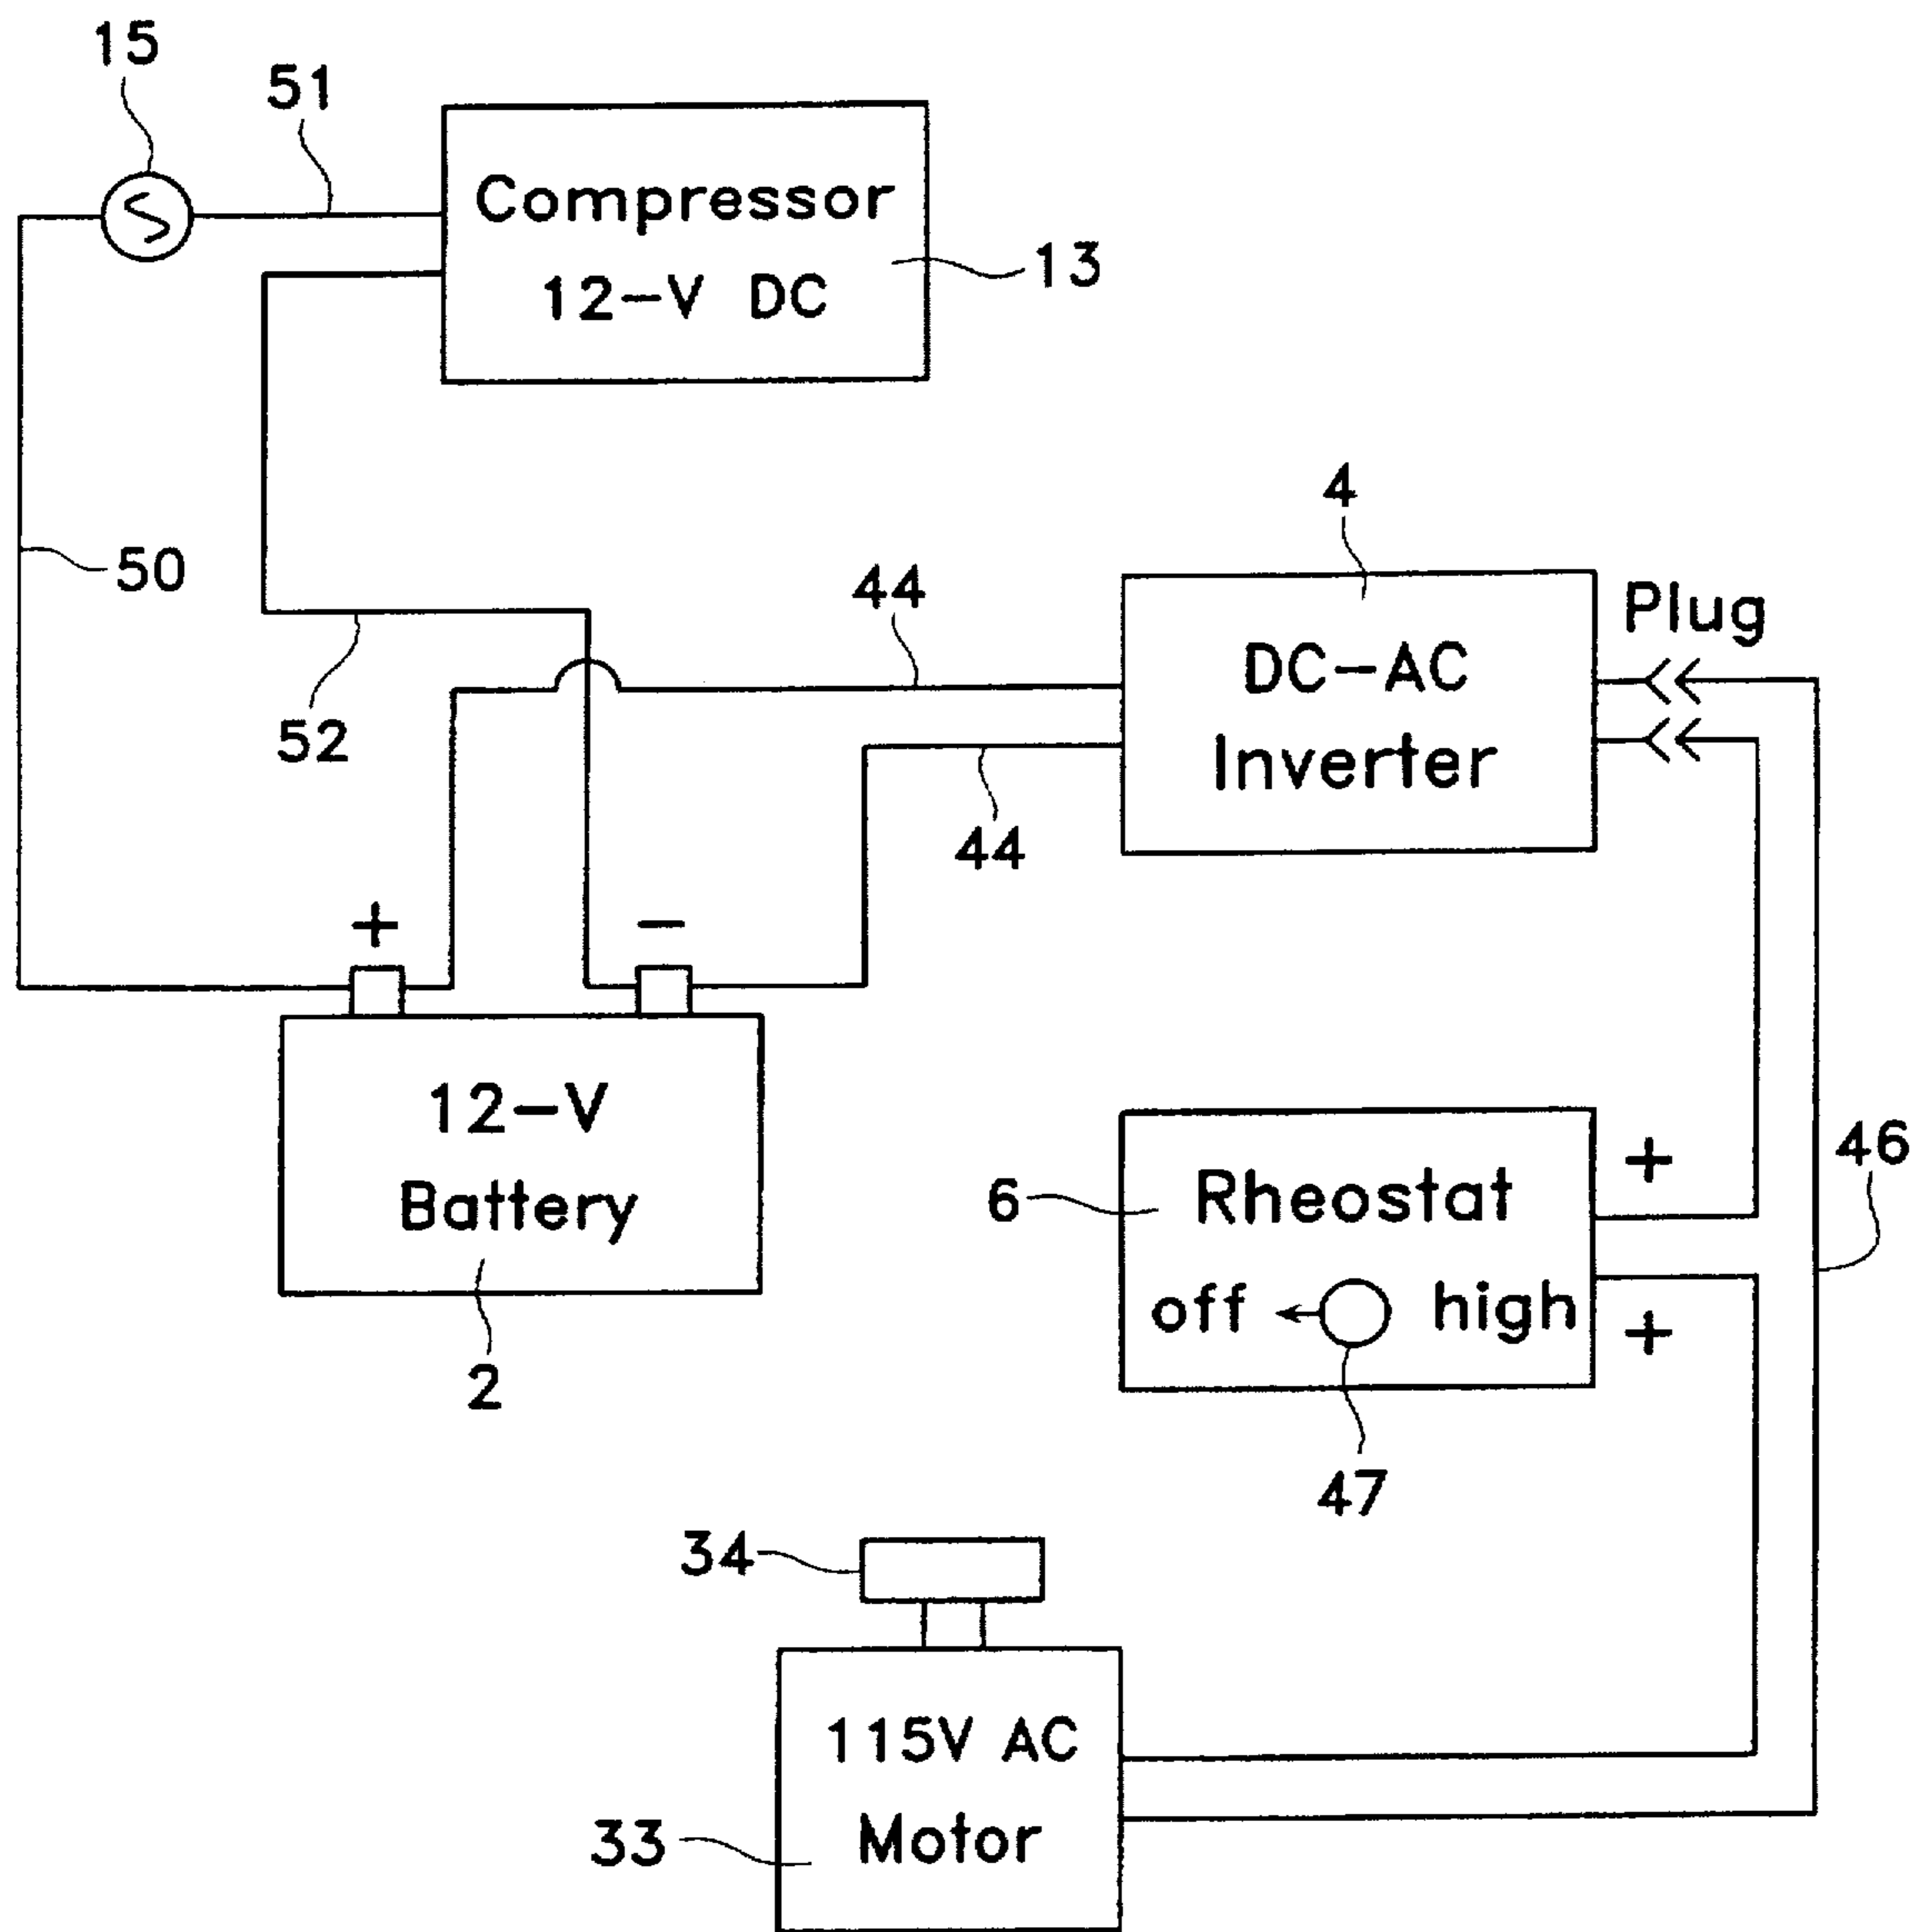 15
51
Compressor
12-V DC
13
50
52
44
44
4
DC-AC
Inverter
Plug
+
-
12-V
Battery
2
6
Rheostat
off
high
+
+
46
47
34
115V AC
Motor
33